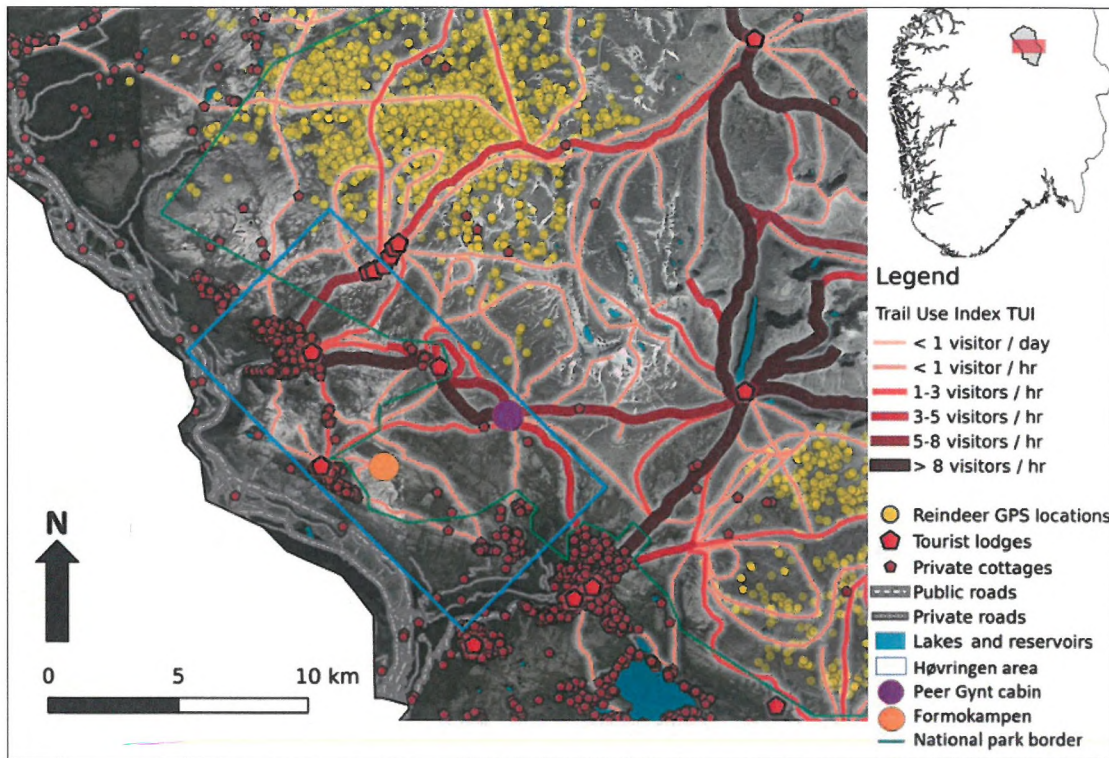 N
0 5 10 km
Legend
Trail Use Index TUI
< 1 visitor / day
< 1 visitor / hr
1-3 visitors / hr
3-5 visitors / hr
5-8 visitors / hr
> 8 visitors / hr
Reindeer GPS locations
Tourist lodges
Private cottages
Public roads
Private roads
Lakes and reservoirs
Høvringen area
Peer Gynt cabin
Formokampen
National park border